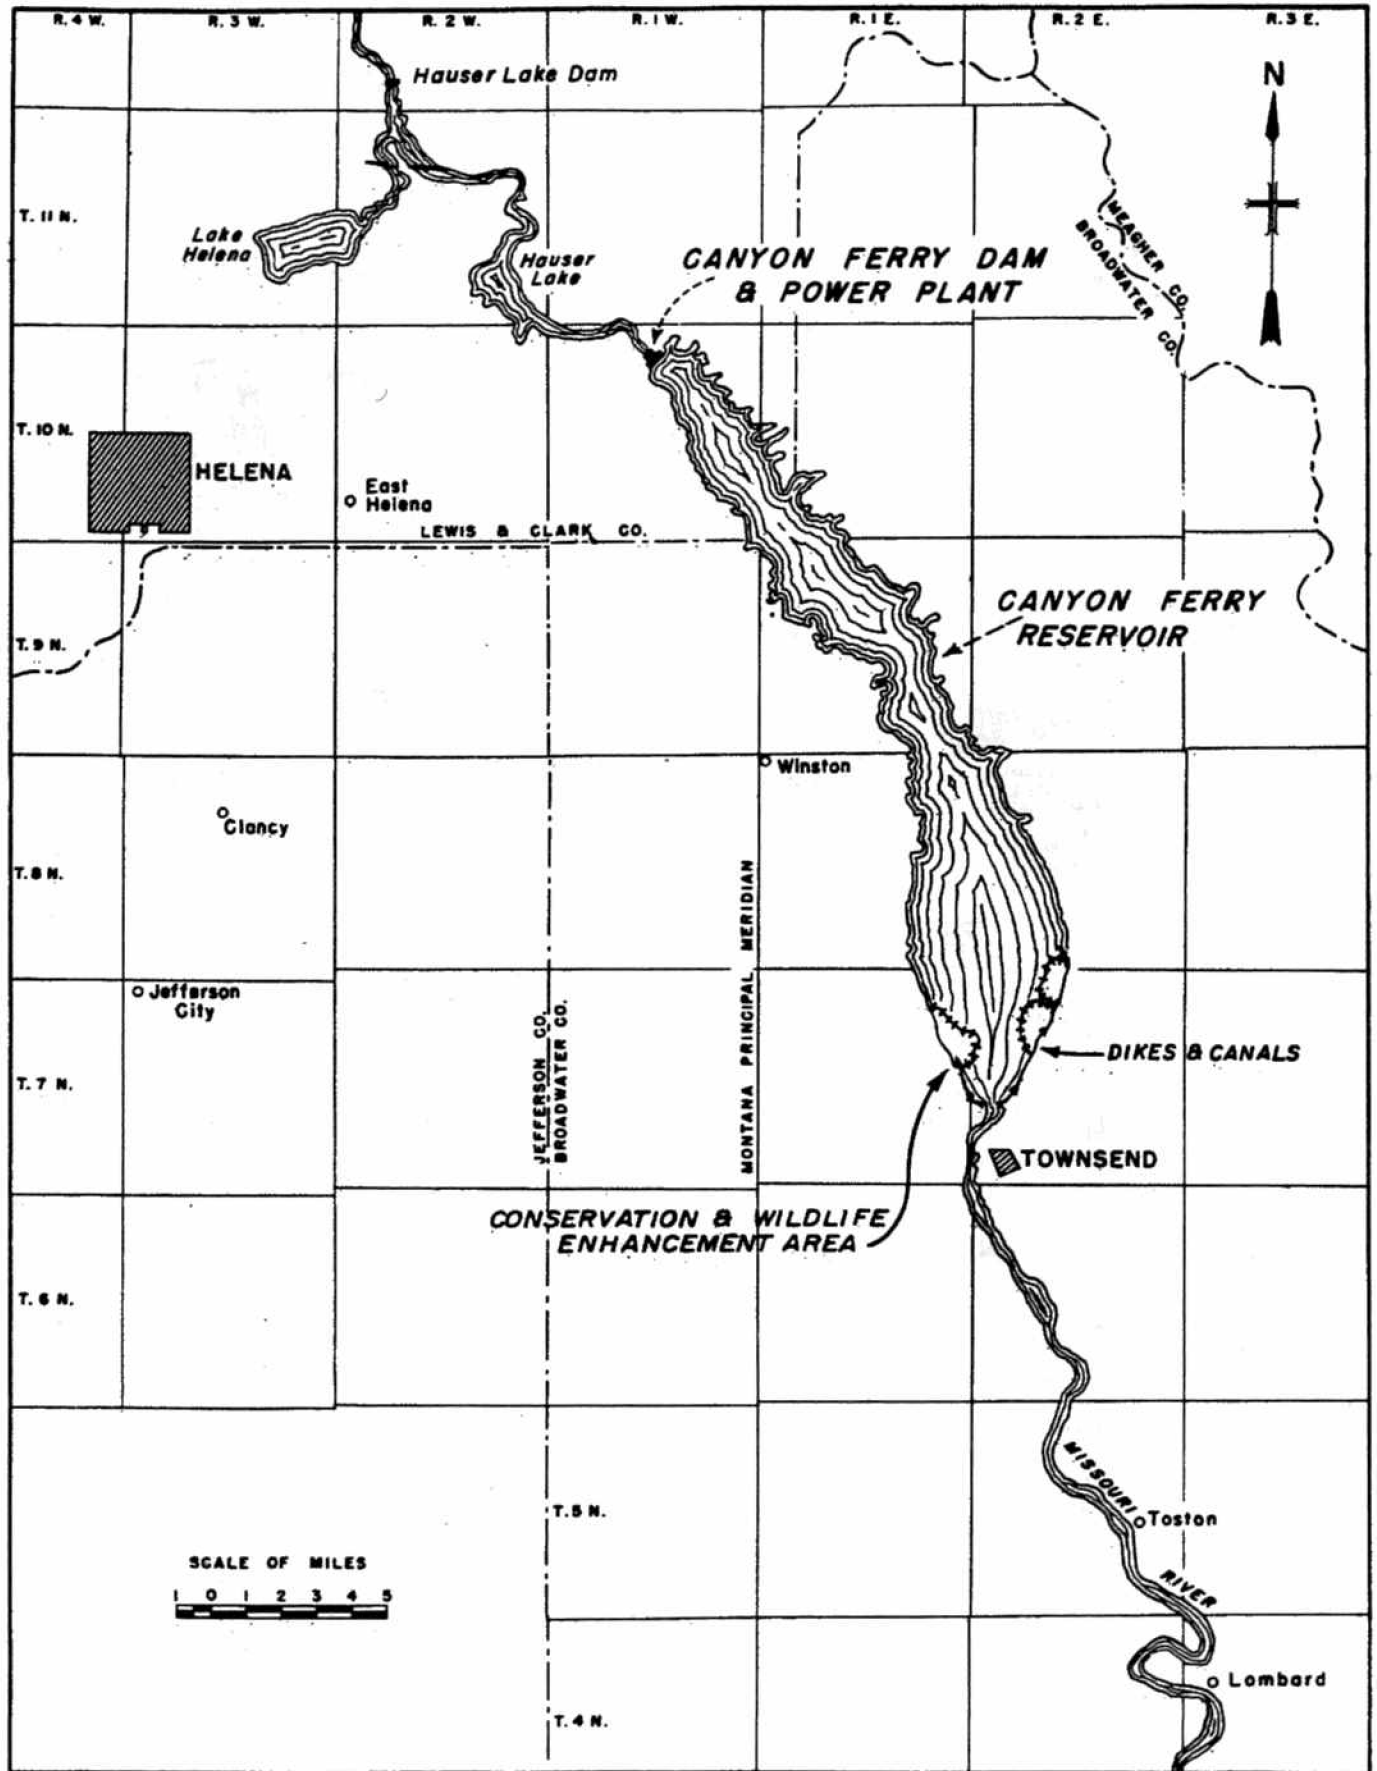 R. 4 W.
R. 3 W.
R. 2 W.
R. 1 W.
R. 1 E.
R. 2 E.
R. 3 E.
Hauser Lake Dam
N
T. 11 N.
Lake
Helena
Hauser
Lake
CANYON FERRY DAM
& POWER PLANT
MEAGHER CO.
BROADWATER CO.
T. 10 N.
HELENA
East
Helena
LEWIS & CLARK CO.
CANYON FERRY
RESERVOIR
T. 9 N.
Winston
Clancy
T. 8 N.
MONTANA PRINCIPAL MERIDIAN
Jefferson
City
JEFFERSON CO.
BROADWATER CO.
DIKES & CANALS
T. 7 N.
TOWNSEND
CONSERVATION & WILDLIFE
ENHANCEMENT AREA
T. 6 N.
MISSOURI
RIVER
T. 5 N.
Toston
SCALE OF MILES
1 0 1 2 3 4 5
Lombard
T. 4 N.